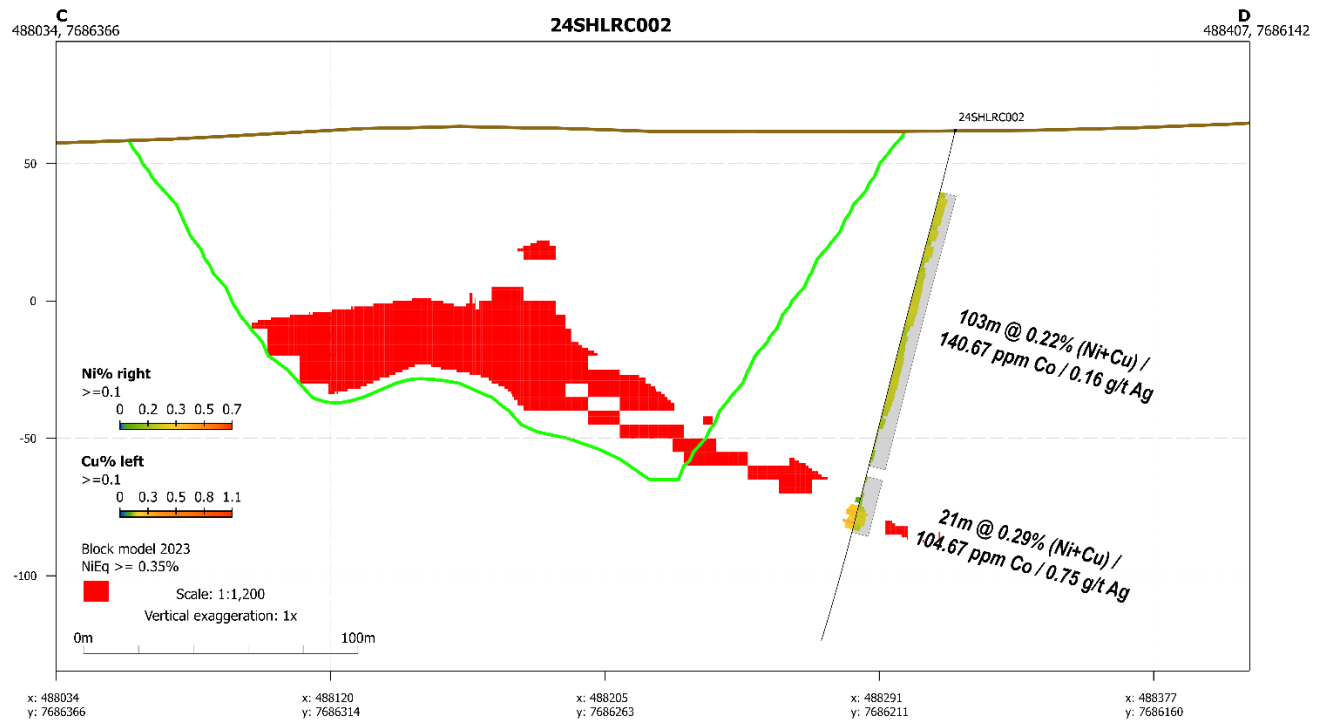 C
D
24SHLRC002
488034, 7686366
488407, 7686142
24SHLRC002
50
0
-50
-100
103m @ 0.22% (Ni+Cu) /
140.67 ppm Co / 0.16 g/t Ag
21m @ 0.29% (Ni+Cu) /
104.67 ppm Co / 0.75 g/t Ag
Ni% right
>=0.1
0 0.2 0.3 0.5 0.7
Cu% left
>=0.1
0 0.3 0.5 0.8 1.1
Block model 2023
NiEq >= 0.35%
Scale: 1:1,200
Vertical exaggeration: 1x
0m 100m
x: 488034
y: 7686366
x: 488120
y: 7686314
x: 488205
y: 7686263
x: 488291
y: 7686211
x: 488377
y: 7686160